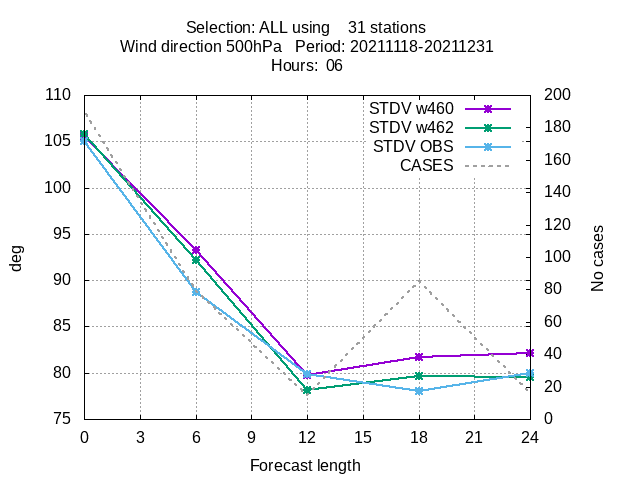 Selection: ALL using    31 stations
Wind direction 500hPa   Period: 20211118-20211231
Hours:  06
110
105
100
95
90
85
80
75
deg
200
180
160
140
120
100
80
60
40
20
0
No cases
STDV w460
STDV w462
STDV OBS
CASES
0 3 6 9 12 15 18 21 24
Forecast length